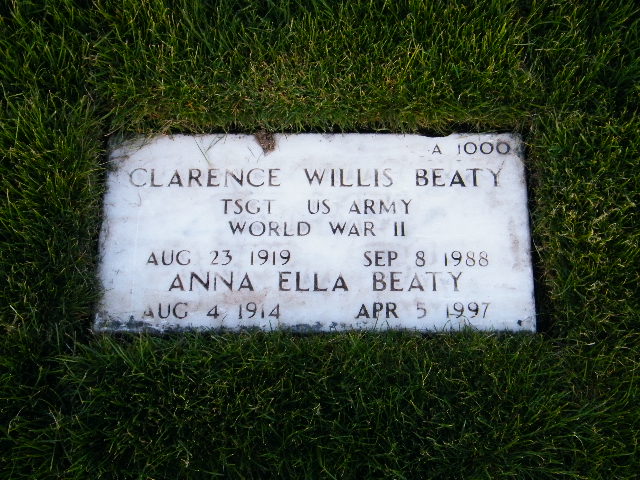 A 1000
CLARENCE WILLIS BEATY
TSGT US ARMY
WORLD WAR II
AUG 23 1919 SEP 8 1988
ANNA ELLA BEATY
AUG 4 1914 APR 5 1997